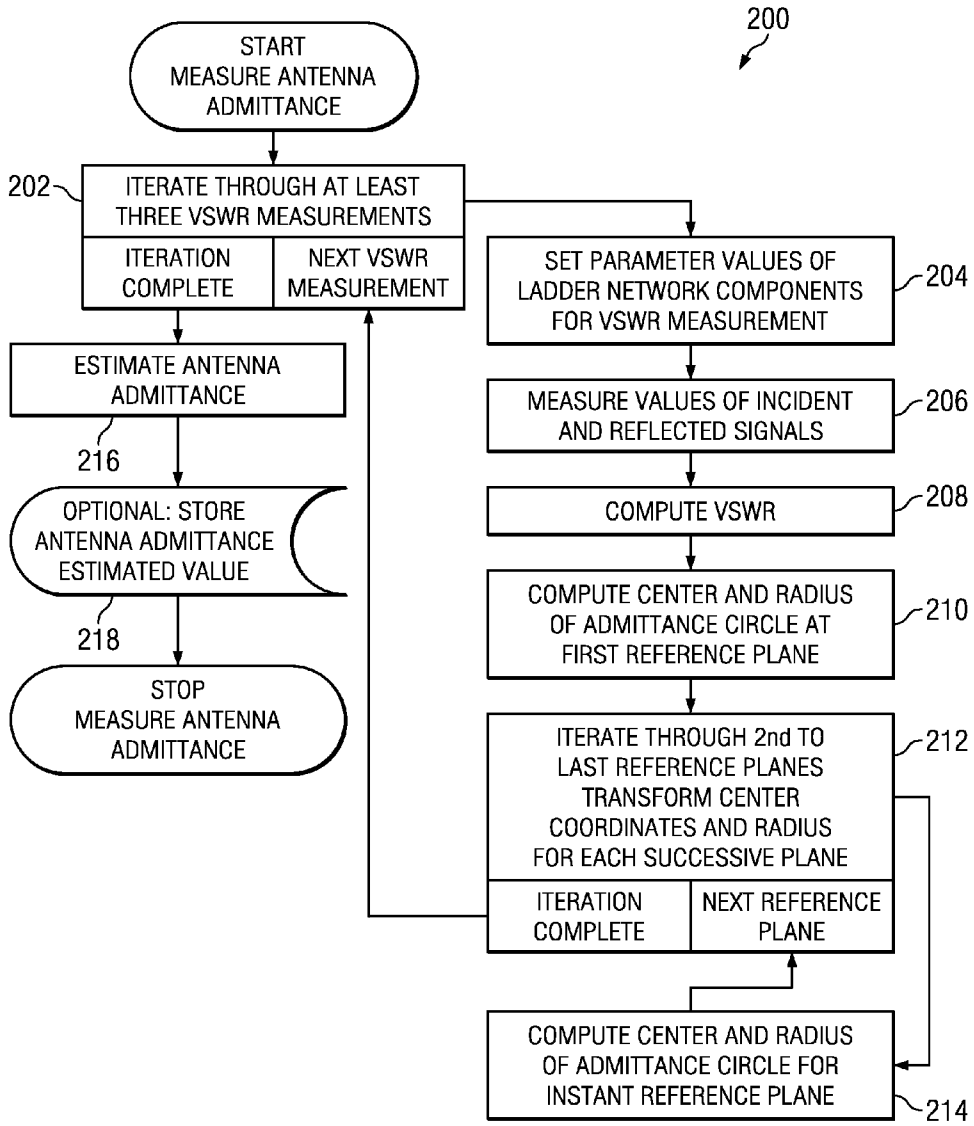 200
START
MEASURE ANTENNA
ADMITTANCE
202
ITERATE THROUGH AT LEAST
THREE VSWR MEASUREMENTS
ITERATION
COMPLETE
NEXT VSWR
MEASUREMENT
ESTIMATE ANTENNA
ADMITTANCE
216
OPTIONAL: STORE
ANTENNA ADMITTANCE
ESTIMATED VALUE
218
STOP
MEASURE ANTENNA
ADMITTANCE
SET PARAMETER VALUES OF
LADDER NETWORK COMPONENTS
FOR VSWR MEASUREMENT
204
MEASURE VALUES OF INCIDENT
AND REFLECTED SIGNALS
206
COMPUTE VSWR
208
COMPUTE CENTER AND RADIUS
OF ADMITTANCE CIRCLE AT
FIRST REFERENCE PLANE
210
ITERATE THROUGH 2nd TO
LAST REFERENCE PLANES
TRANSFORM CENTER
COORDINATES AND RADIUS
FOR EACH SUCCESSIVE PLANE
212
ITERATION
COMPLETE
NEXT REFERENCE
PLANE
COMPUTE CENTER AND RADIUS
OF ADMITTANCE CIRCLE FOR
INSTANT REFERENCE PLANE
214